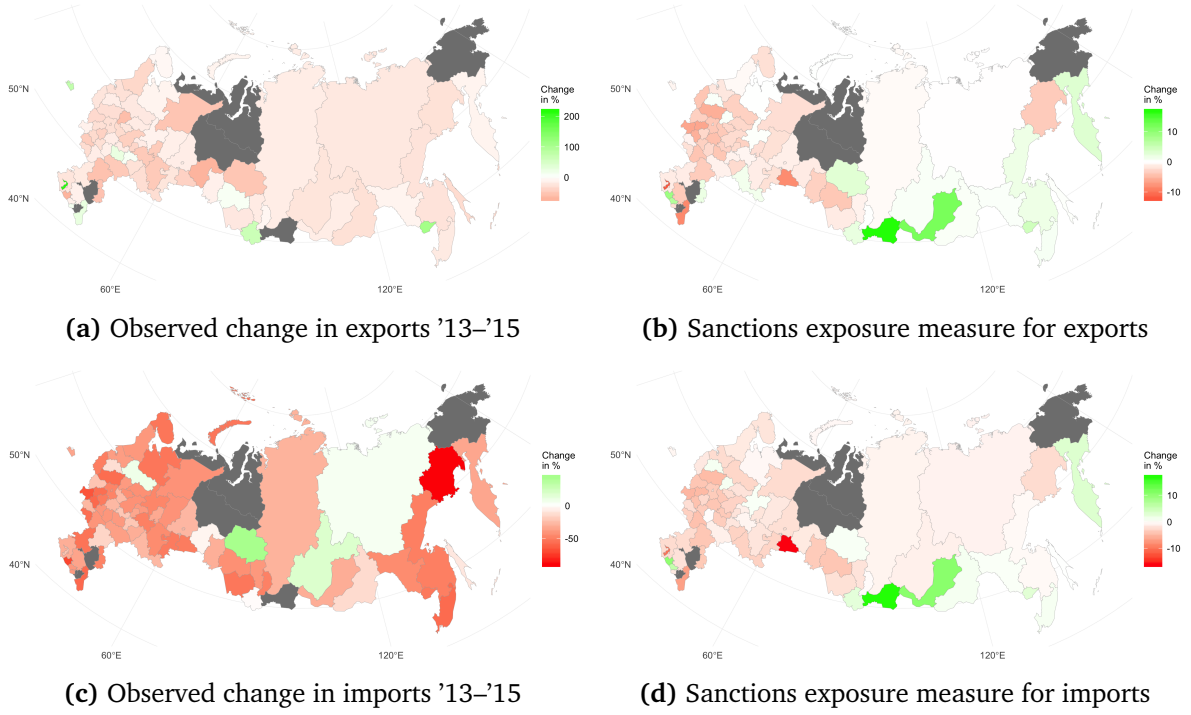 50°N
40°N
60°E
120°E
Change
in %
200
100
0
(a) Observed change in exports ’13–’15
50°N
40°N
60°E
120°E
Change
in %
10
0
-10
(b) Sanctions exposure measure for exports
50°N
40°N
60°E
120°E
Change
in %
0
-50
(c) Observed change in imports ’13–’15
50°N
40°N
60°E
120°E
Change
in %
10
0
-10
(d) Sanctions exposure measure for imports